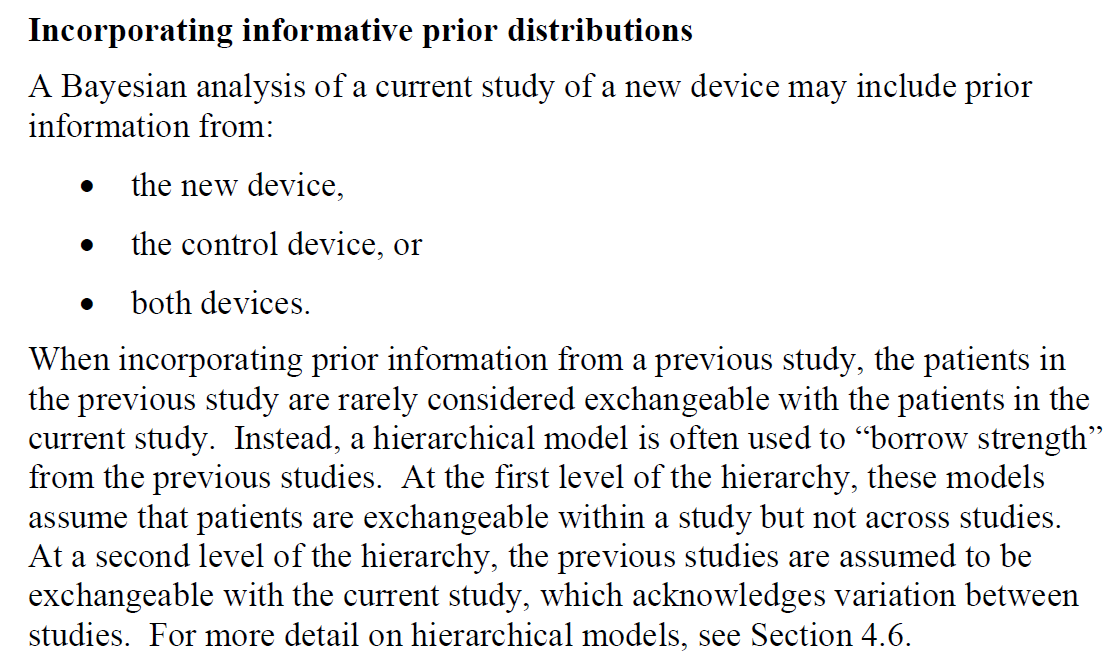 Incorporating informative prior distributions
A Bayesian analysis of a current study of a new device may include prior
information from:
• the new device,
• the control device, or
• both devices.
When incorporating prior information from a previous study, the patients in
the previous study are rarely considered exchangeable with the patients in the
current study.  Instead, a hierarchical model is often used to “borrow strength”
from the previous studies.  At the first level of the hierarchy, these models
assume that patients are exchangeable within a study but not across studies.
At a second level of the hierarchy, the previous studies are assumed to be
exchangeable with the current study, which acknowledges variation between
studies.  For more detail on hierarchical models, see Section 4.6.